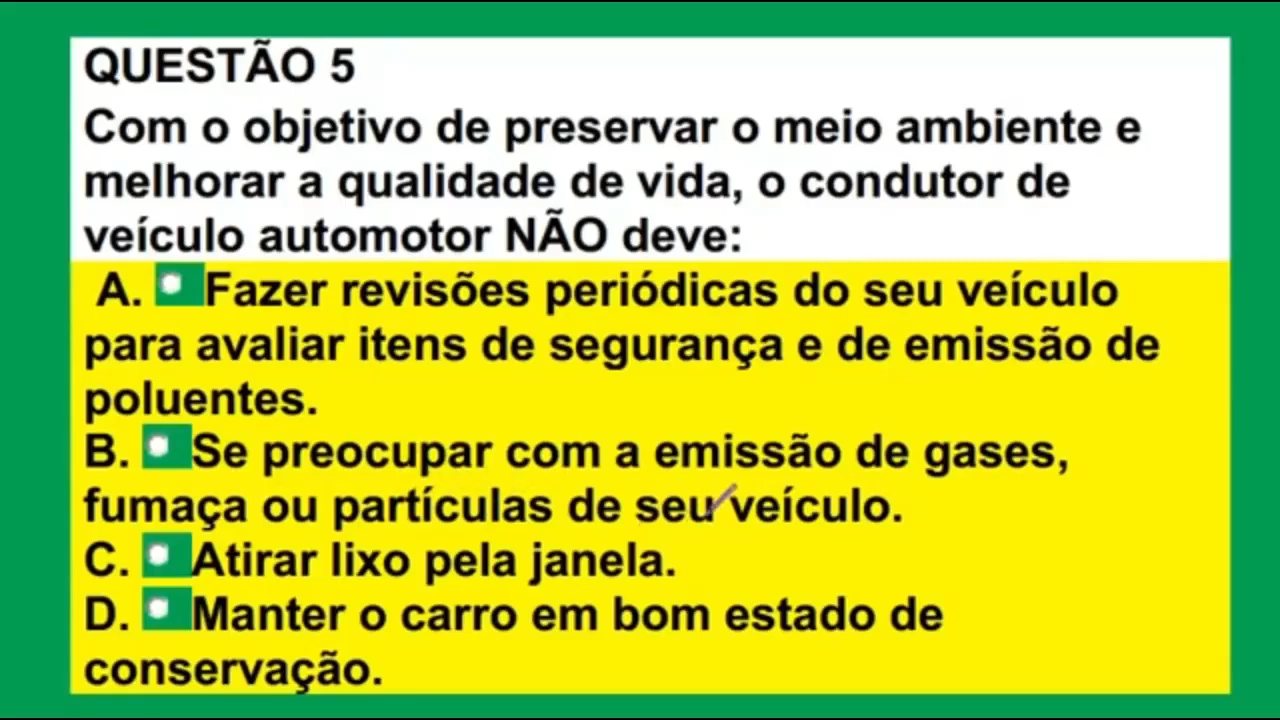 QUESTÃO 5
Com o objetivo de preservar o meio ambiente e
melhorar a qualidade de vida, o condutor de
veículo automotor NÃO deve:
A. Fazer revisões periódicas do seu veículo
para avaliar itens de segurança e de emissão de
poluentes.
B. Se preocupar com a emissão de gases,
fumaça ou partículas de seu veículo.
C. Atirar lixo pela janela.
D. Manter o carro em bom estado de
conservação.